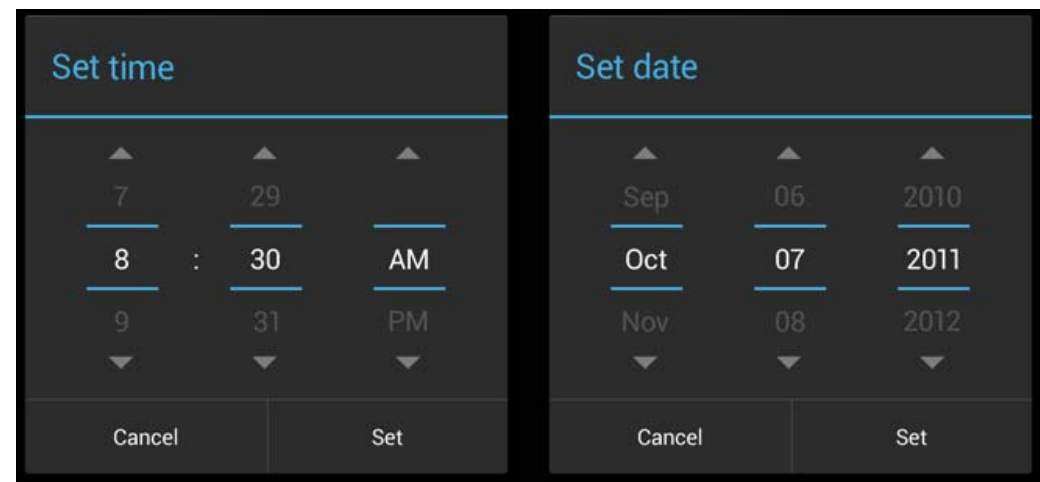 Set time
7 29
8 : 30 AM
9 31 PM
Cancel Set
Set date
Sep 06 2010
Oct 07 2011
Nov 08 2012
Cancel Set